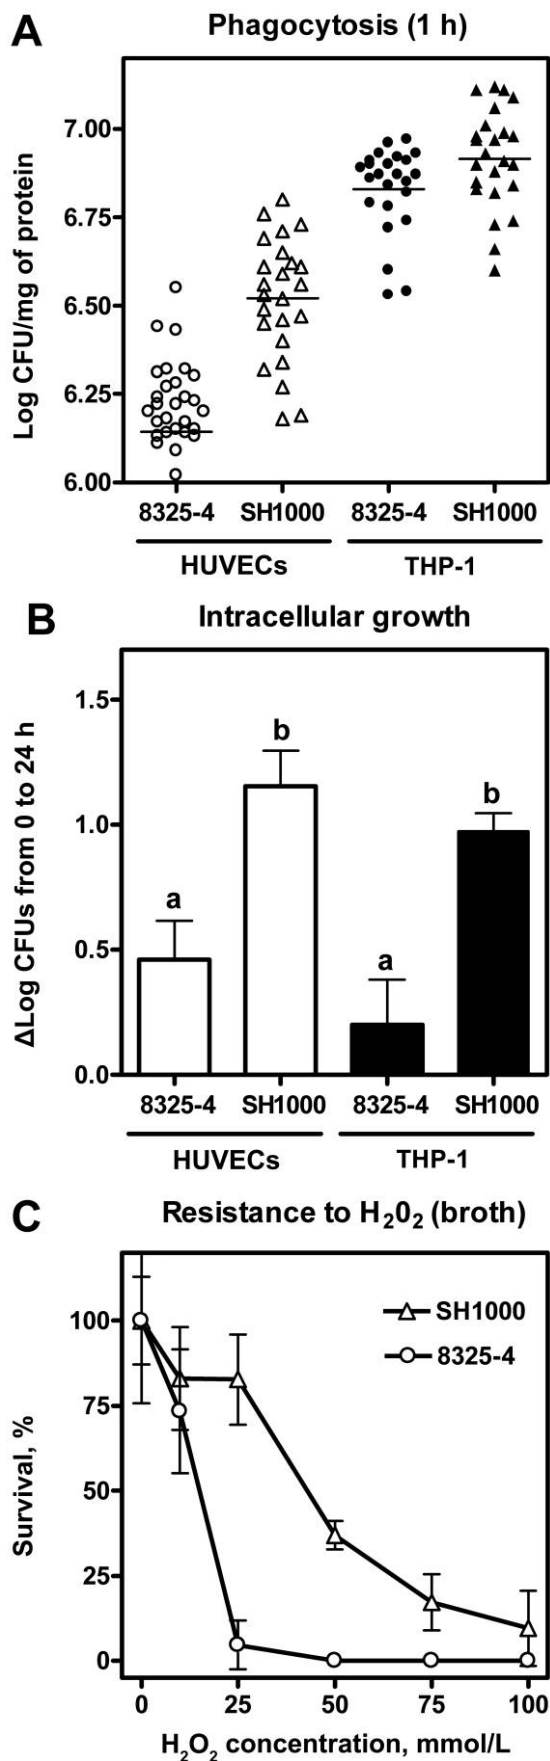 A
Phagocytosis (1 h)
Log CFU/mg of protein
7.00
6.75
6.50
6.25
6.00
8325-4 SH1000 8325-4 SH1000
HUVECs THP-1
B
Intracellular growth
ΔLog CFUs from 0 to 24 h
1.5
1.0
0.5
0.0
a b a b
8325-4 SH1000 8325-4 SH1000
HUVECs THP-1
C
Resistance to H₂0₂ (broth)
Survival, %
100
75
50
25
0
SH1000
8325-4
0 25 50 75 100
H₂O₂ concentration, mmol/L